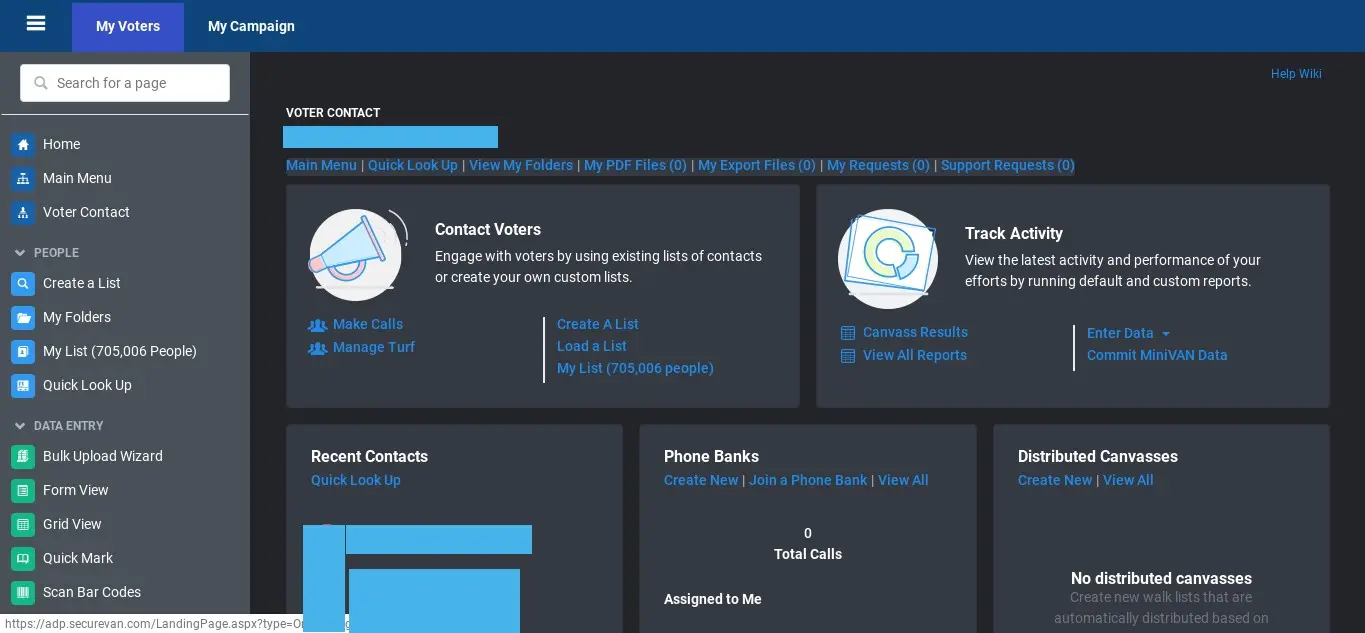 My Voters
My Campaign
Search for a page
Home
Main Menu
Voter Contact
PEOPLE
Create a List
My Folders
My List (705,006 People)
Quick Look Up
DATA ENTRY
Bulk Upload Wizard
Form View
Grid View
Quick Mark
Scan Bar Codes
https://adp.securevan.com/LandingPage.aspx?type=O
Help Wiki
VOTER CONTACT
Main Menu | Quick Look Up | View My Folders | My PDF Files (0) | My Export Files (0) | My Requests (0) | Support Requests (0)
Contact Voters
Engage with voters by using existing lists of contacts
or create your own custom lists.
Make Calls
Manage Turf
Create A List
Load a List
My List (705,006 people)
Track Activity
View the latest activity and performance of your
efforts by running default and custom reports.
Canvass Results
View All Reports
Enter Data
Commit MiniVAN Data
Recent Contacts
Quick Look Up
Phone Banks
Create New | Join a Phone Bank | View All
0
Total Calls
Assigned to Me
Distributed Canvasses
Create New | View All
No distributed canvasses
Create new walk lists that are
automatically distributed based on